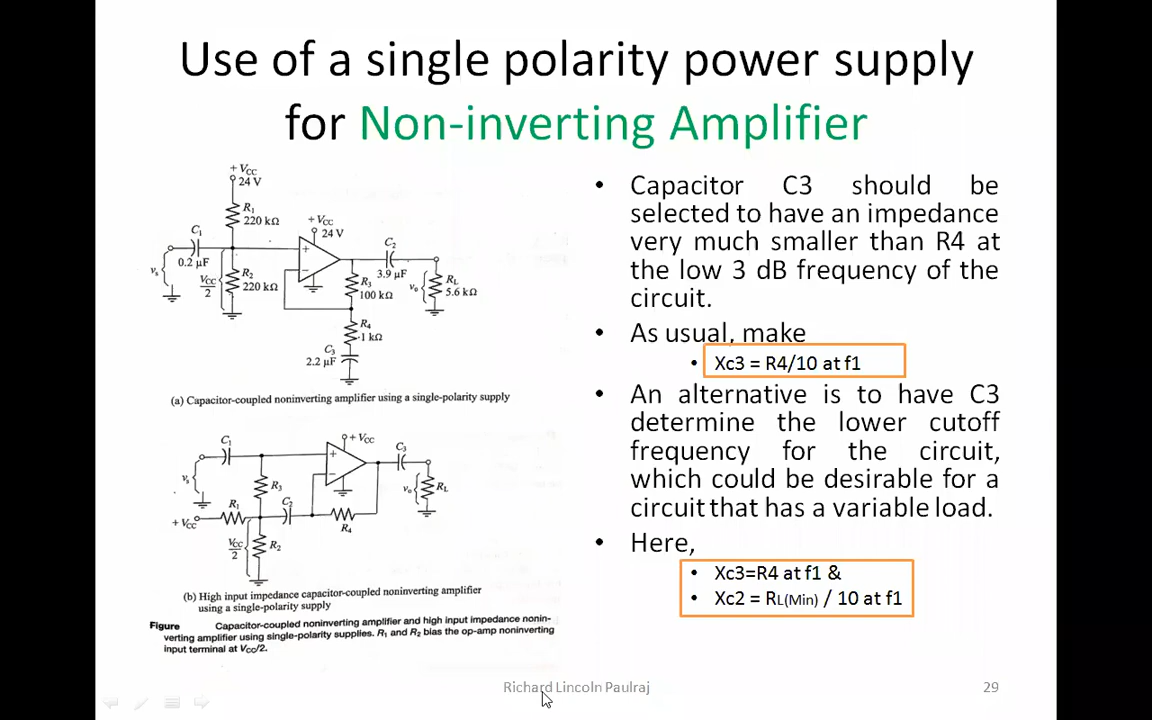 Use of a single polarity power supply
for Non-inverting Amplifier
+ Vcc
24 V
R1
220 kΩ
+ Vcc
24 V
C1
0.2 µF
vs
Vcc
2
R2
220 kΩ
+
−
C2
3.9 µF
vo
RL
5.6 kΩ
R3
100 kΩ
R4
1 kΩ
C3
2.2 µF
(a) Capacitor-coupled noninverting amplifier using a single-polarity supply
C1
vs
+ Vcc
+
−
C3
vo
RL
R3
R1
C2
+ Vcc
R4
Vcc
2
R2
(b) High input impedance capacitor-coupled noninverting amplifier
using a single-polarity supply
Figure Capacitor-coupled noninverting amplifier and high input impedance nonin-
verting amplifier using single-polarity supplies. R1 and R2 bias the op-amp noninverting
input terminal at Vcc/2.
• Capacitor C3 should be
selected to have an impedance
very much smaller than R4 at
the low 3 dB frequency of the
circuit.
• As usual, make
• Xc3 = R4/10 at f1
• An alternative is to have C3
determine the lower cutoff
frequency for the circuit,
which could be desirable for a
circuit that has a variable load.
• Here,
• Xc3=R4 at f1 &
• Xc2 = RL(Min) / 10 at f1
Richard Lincoln Paulraj
29